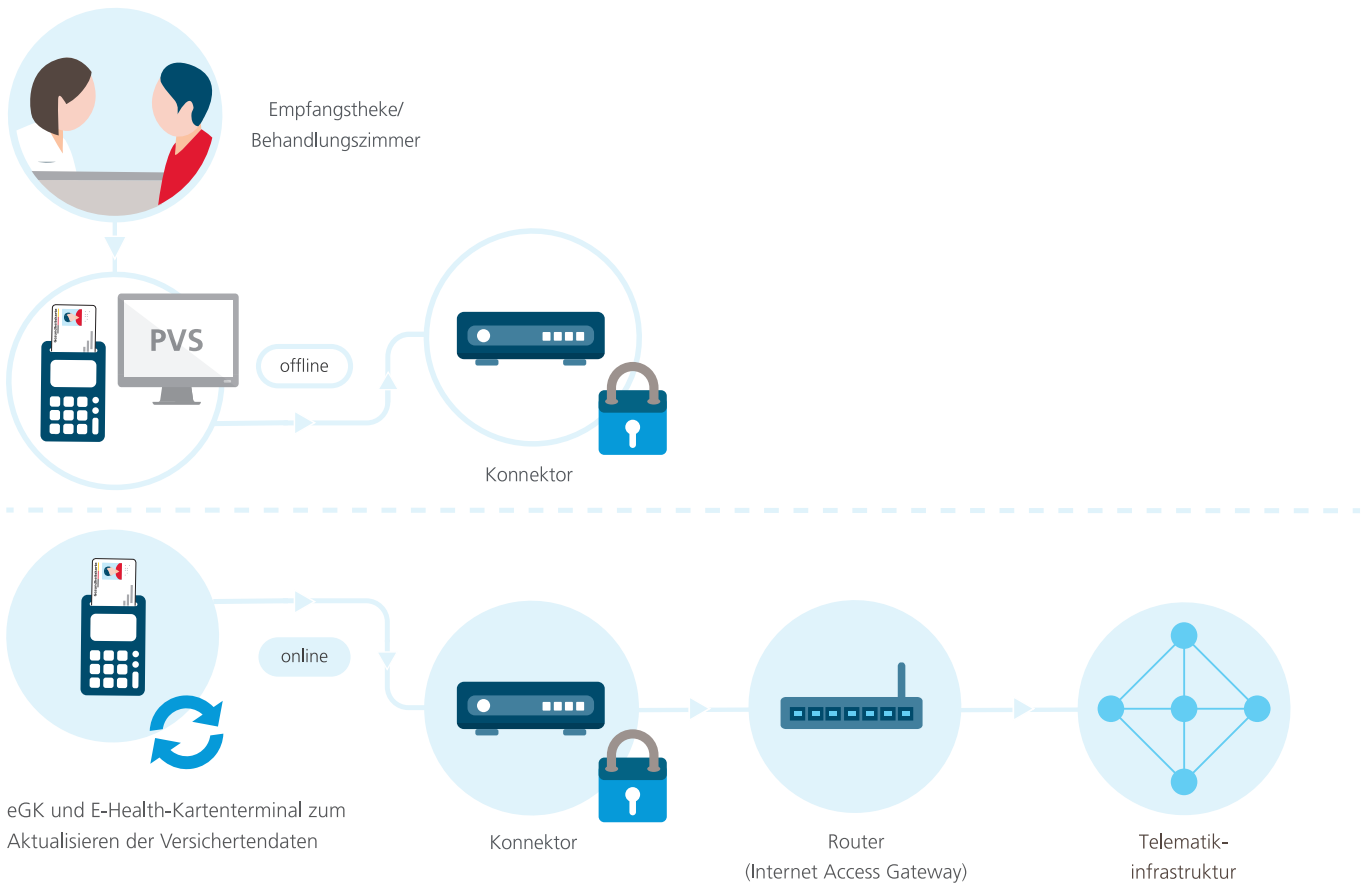 Empfangstheke/
Behandlungszimmer
PVS
offline
Konnektor
online
eGK und E-Health-Kartenterminal zum
Aktualisieren der Versichertendaten
Konnektor
Router
(Internet Access Gateway)
Telematik-
infrastruktur